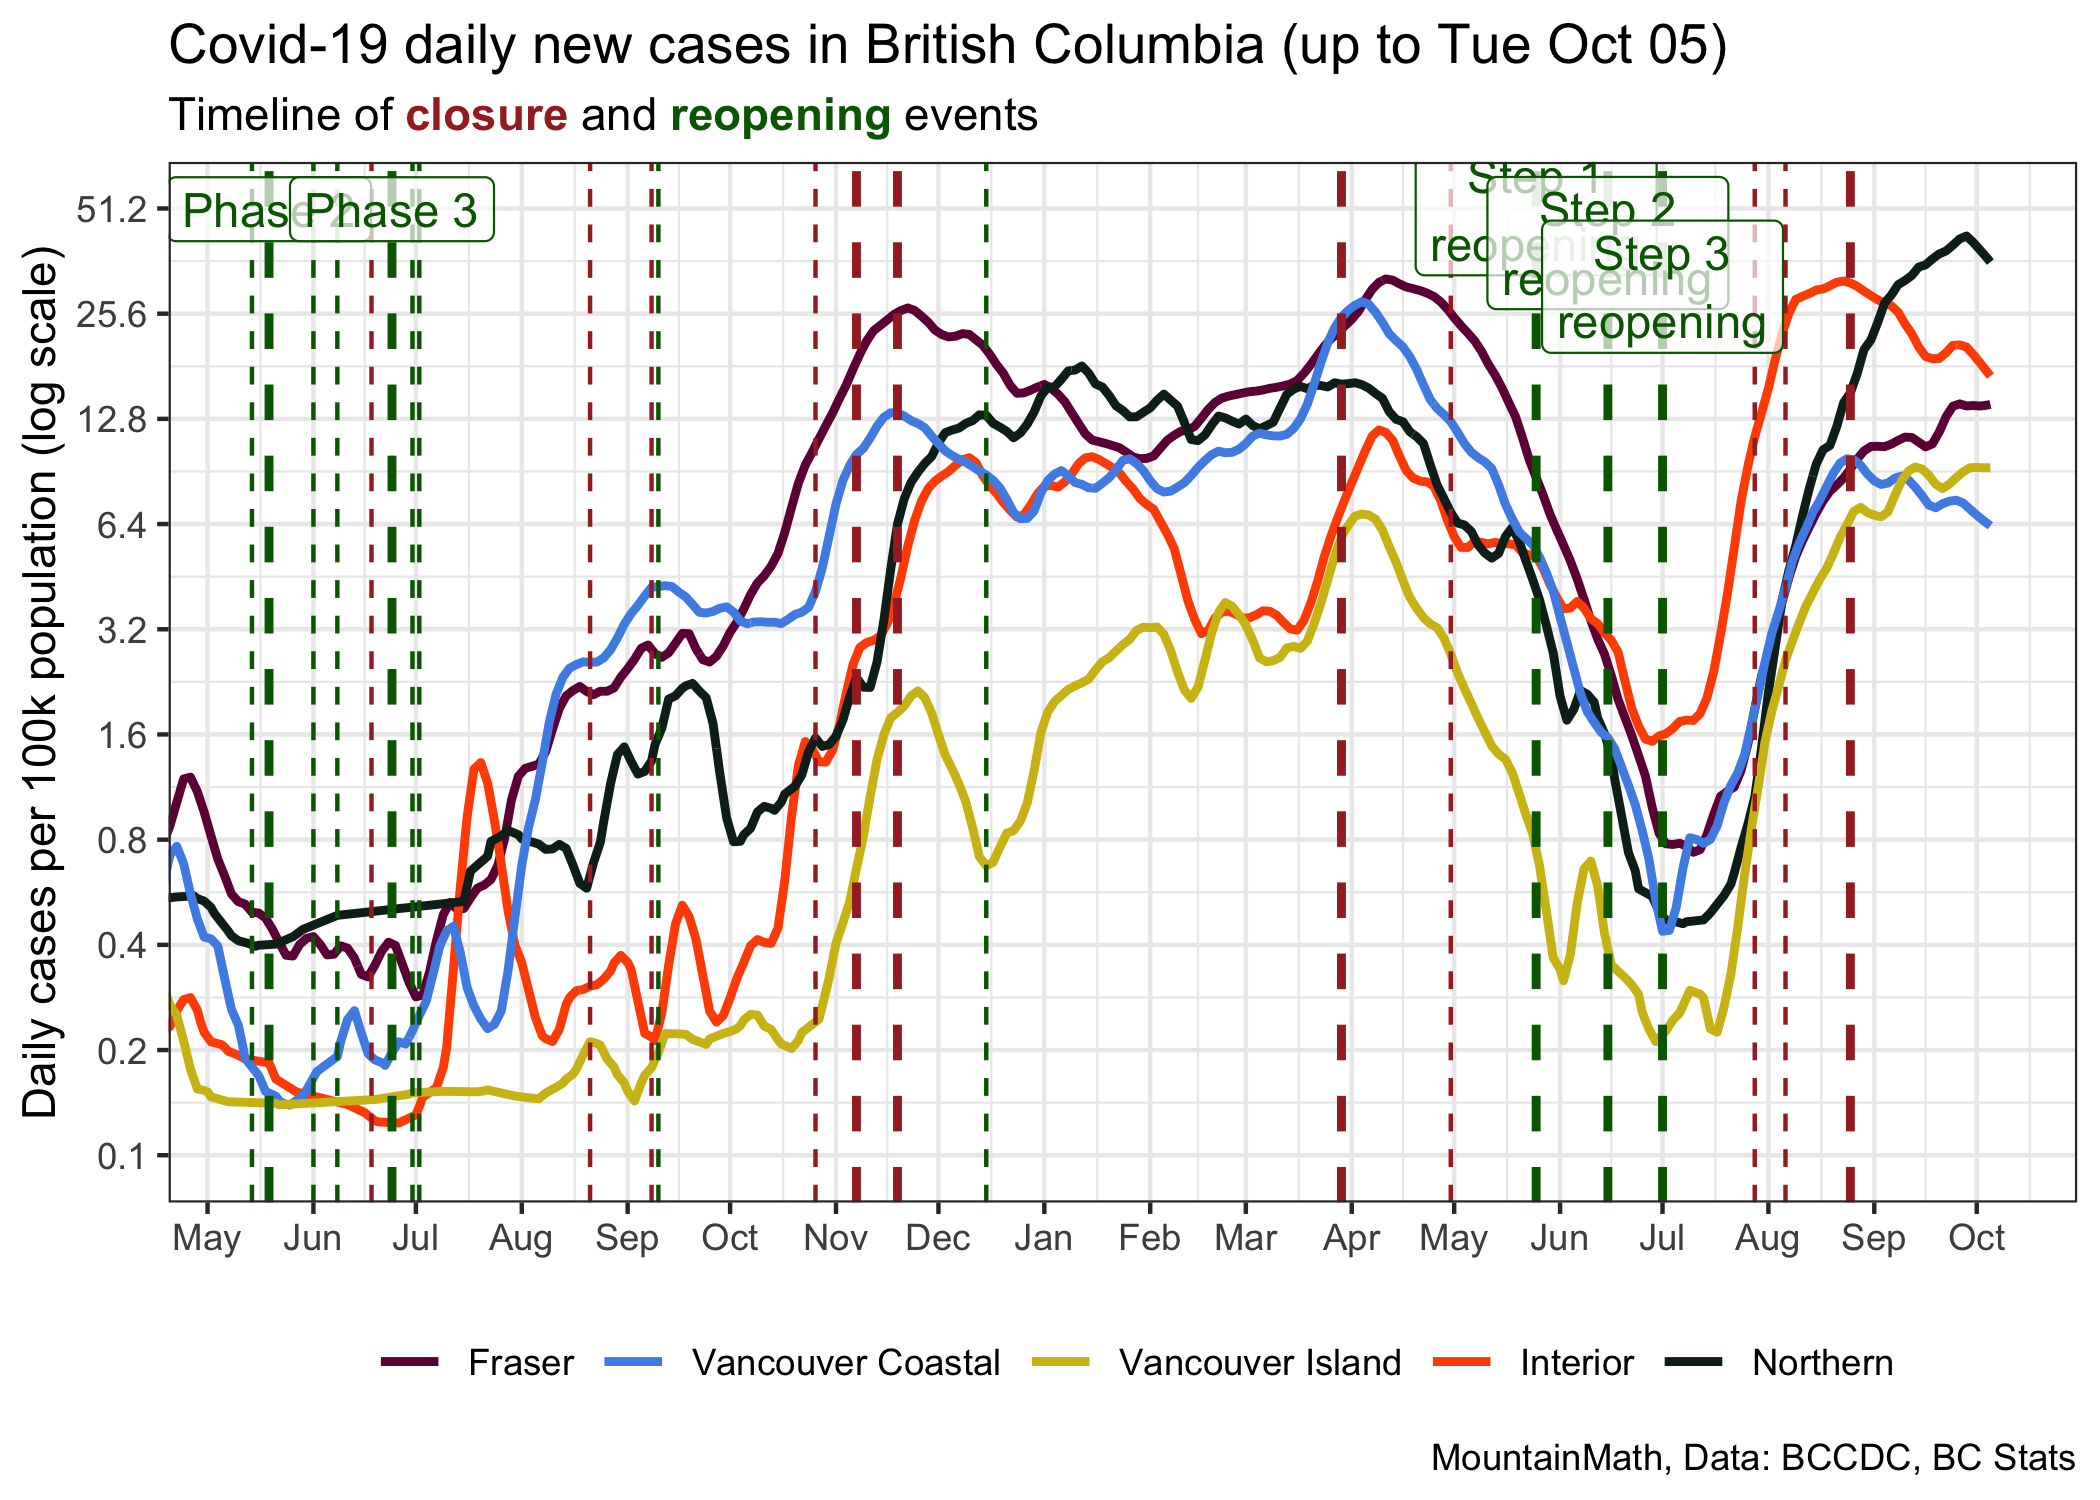 Covid-19 daily new cases in British Columbia (up to Tue Oct 05)
Timeline of closure and reopening events
Daily cases per 100k population (log scale)
51.2
25.6
12.8
6.4
3.2
1.6
0.8
0.4
0.2
0.1
Phase 2
Phase 3
Step 1
reopening
Step 2
reopening
Step 3
reopening
May Jun Jul Aug Sep Oct Nov Dec Jan Feb Mar Apr May Jun Jul Aug Sep Oct
Fraser Vancouver Coastal Vancouver Island Interior Northern
MountainMath, Data: BCCDC, BC Stats